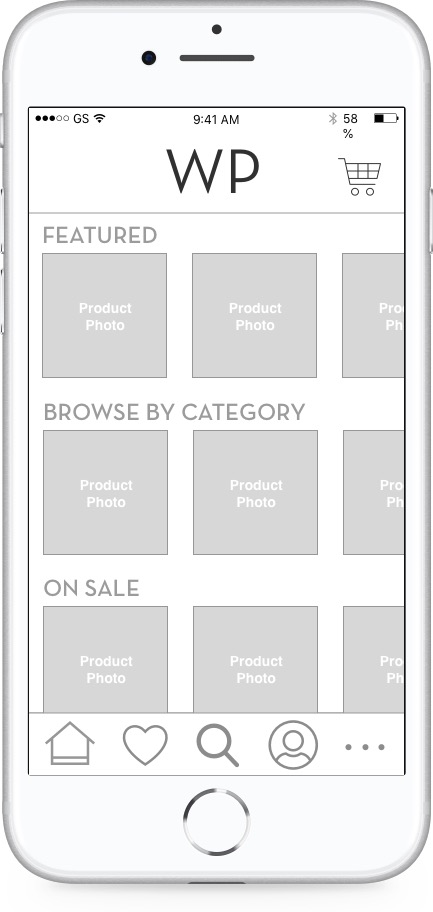 GS 9:41 AM 58
%
WP
FEATURED
Product Product Pro
Photo Photo Ph
BROWSE BY CATEGORY
Product Product Pro
Photo Photo Ph
ON SALE
Product Product Pro
Photo Photo Ph